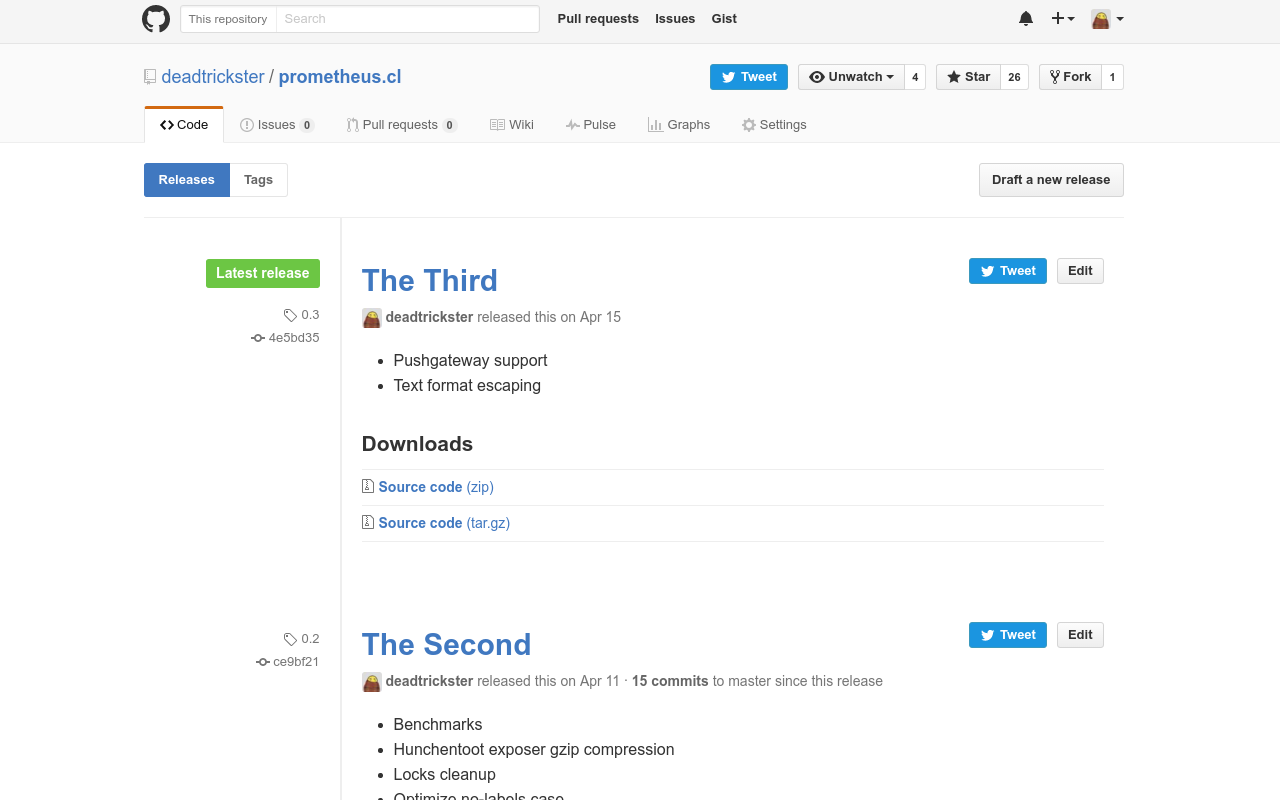 This repository Search Pull requests Issues Gist
deadtrickster / prometheus.cl Tweet Unwatch 4 Star 26 Fork 1
Code Issues 0 Pull requests 0 Wiki Pulse Graphs Settings
Releases Tags Draft a new release
Latest release
0.3
4e5bd35
The Third Tweet Edit
deadtrickster released this on Apr 15
• Pushgateway support
• Text format escaping
Downloads
Source code (zip)
Source code (tar.gz)
0.2
ce9bf21
The Second Tweet Edit
deadtrickster released this on Apr 11 · 15 commits to master since this release
• Benchmarks
• Hunchentoot exposer gzip compression
• Locks cleanup
• Optimize no-labels case